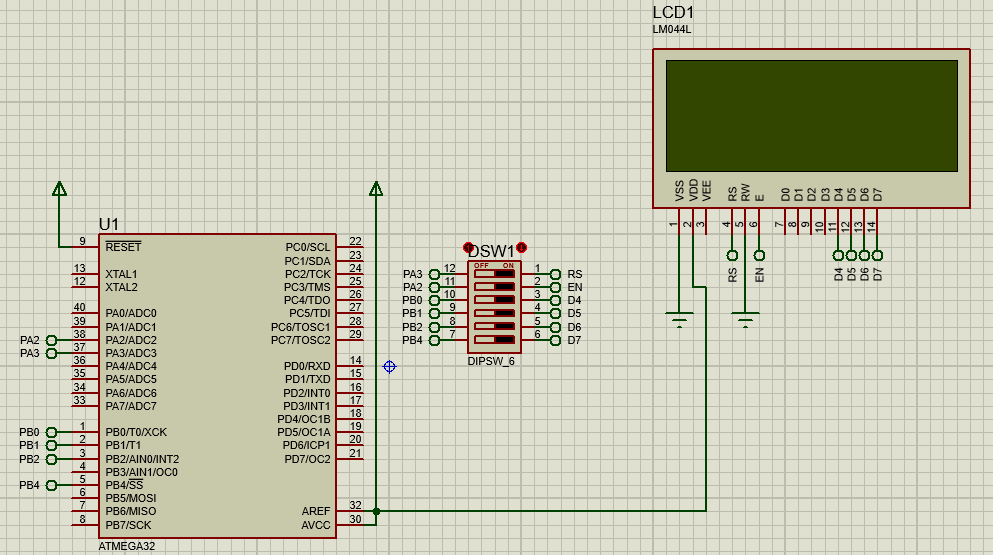 LCD1
LM044L
VSS
VDD
VEE
RS
RW
E
D0
D1
D2
D3
D4
D5
D6
D7
1
2
3
4
5
6
7
8
9
10
11
12
13
14
RS
EN
D4
D5
D6
D7
U1
9 RESET PC0/SCL 22
PC1/SDA 23
13 XTAL1 PC2/TCK 24
12 XTAL2 PC3/TMS 25
PC4/TDO 26
40 PA0/ADC0 PC5/TDI 27
39 PA1/ADC1 PC6/TOSC1 28
PA2 38 PA2/ADC2 PC7/TOSC2 29
PA3 37 PA3/ADC3
36 PA4/ADC4 PD0/RXD 14
35 PA5/ADC5 PD1/TXD 15
34 PA6/ADC6 PD2/INT0 16
33 PA7/ADC7 PD3/INT1 17
PD4/OC1B 18
PB0 1 PB0/T0/XCK PD5/OC1A 19
PB1 2 PB1/T1 PD6/ICP1 20
PB2 3 PB2/AIN0/INT2 PD7/OC2 21
4 PB3/AIN1/OC0
PB4 5 PB4/SS
6 PB5/MOSI
7 PB6/MISO AREF 32
8 PB7/SCK AVCC 30
ATMEGA32
DSW1
OFF ON
PA3 12 1 RS
PA2 11 2 EN
PB0 10 3 D4
PB1 9 4 D5
PB2 8 5 D6
PB4 7 6 D7
DIPSW_6